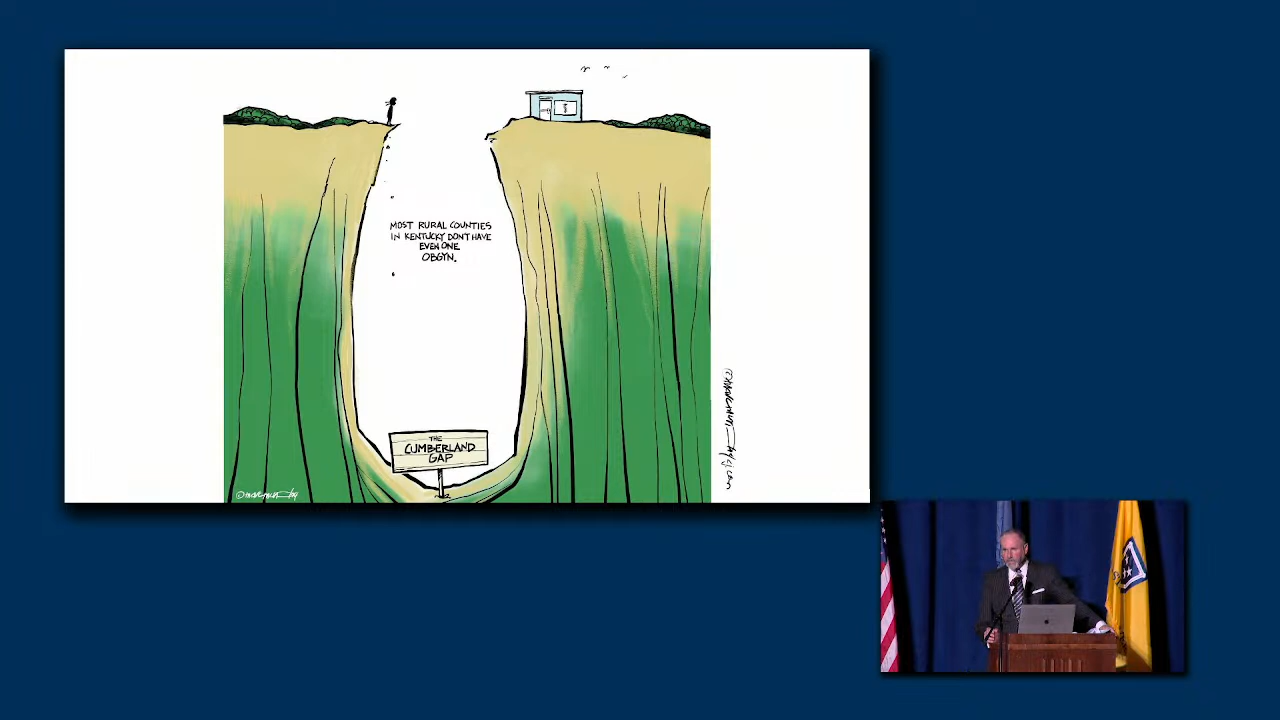 MOST RURAL COUNTIES
IN KENTUCKY DON'T HAVE
EVEN ONE
OBGYN.
THE
CUMBERLAND
GAP